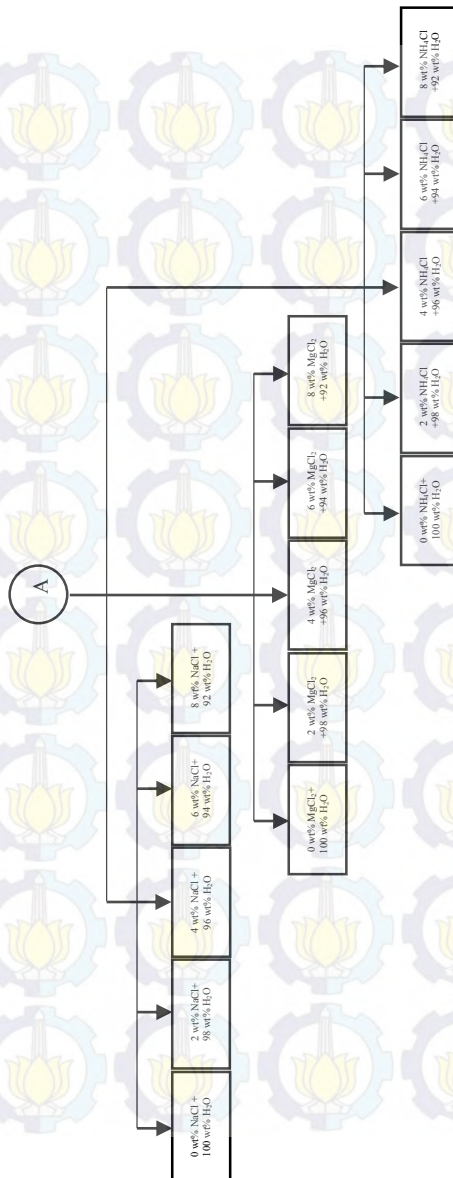 A
0 wt% NaCl +
100 wt% H₂O
2 wt% NaCl+
98 wt% H₂O
4 wt% NaCl +
96 wt% H₂O
6 wt% NaCl+
94 wt% H₂O
8 wt% NaCl +
92 wt% H₂O
0 wt% MgCl₂+
100 wt% H₂O
2 wt% MgCl₂
+98 wt% H₂O
4 wt% MgCl₂
+96 wt% H₂O
6 wt% MgCl₂
+94 wt% H₂O
8 wt% MgCl₂
+92 wt% H₂O
0 wt% NH₄Cl+
100 wt% H₂O
2 wt% NH₄Cl
+98 wt% H₂O
4 wt% NH₄Cl
+96 wt% H₂O
6 wt% NH₄Cl
+94 wt% H₂O
8 wt% NH₄Cl
+92 wt% H₂O